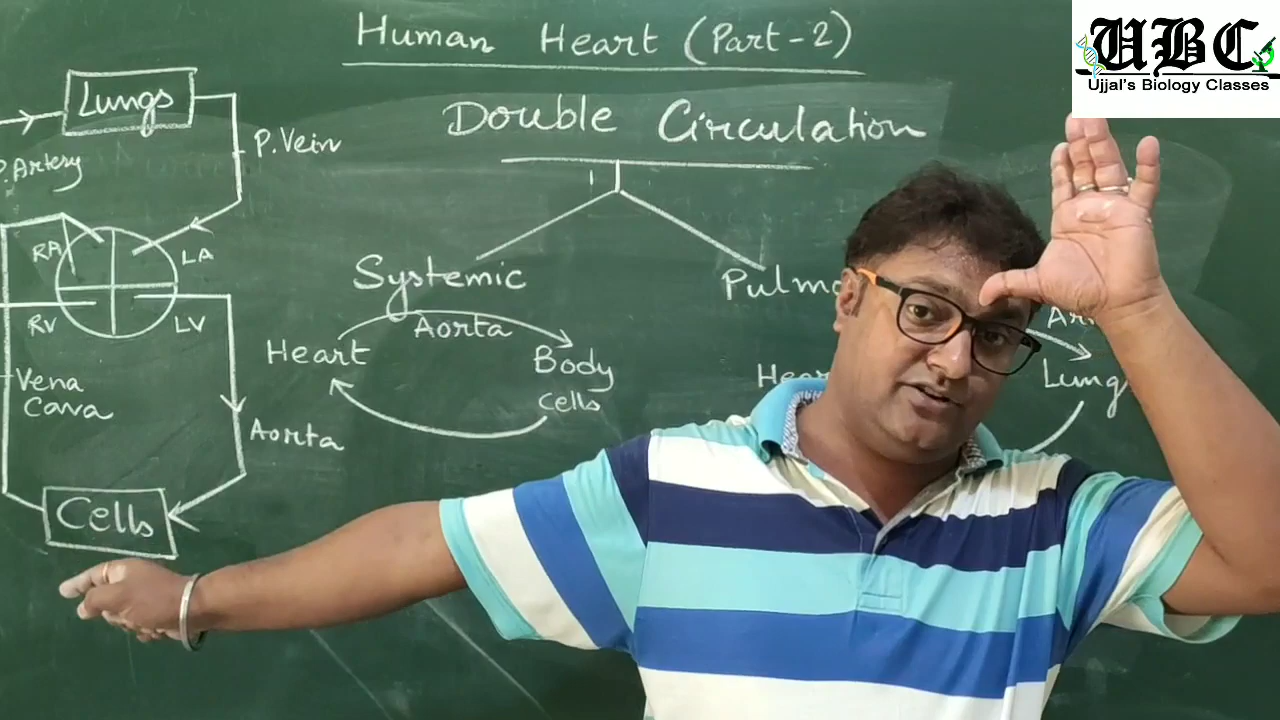 Human Heart (Part-2)
UBC
Ujjal's Biology Classes
Double Circulation
Lungs
P. Vein
P. Artery
RA
LA
RV
LV
Vena
Cava
Aorta
Cells
Systemic
Heart
Aorta
Body
Cells
Lung